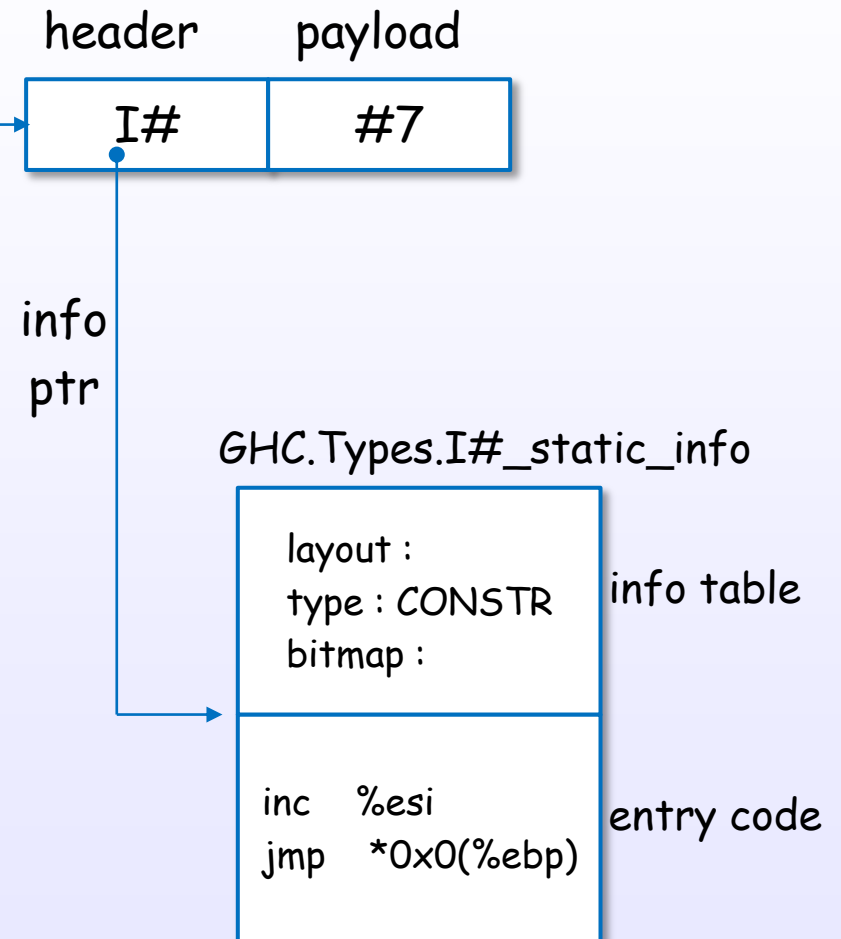 header payload
I# #7
info
ptr
GHC.Types.I#_static_info
layout :
type : CONSTR
bitmap :
info table
inc %esi
jmp *0x0(%ebp)
entry code